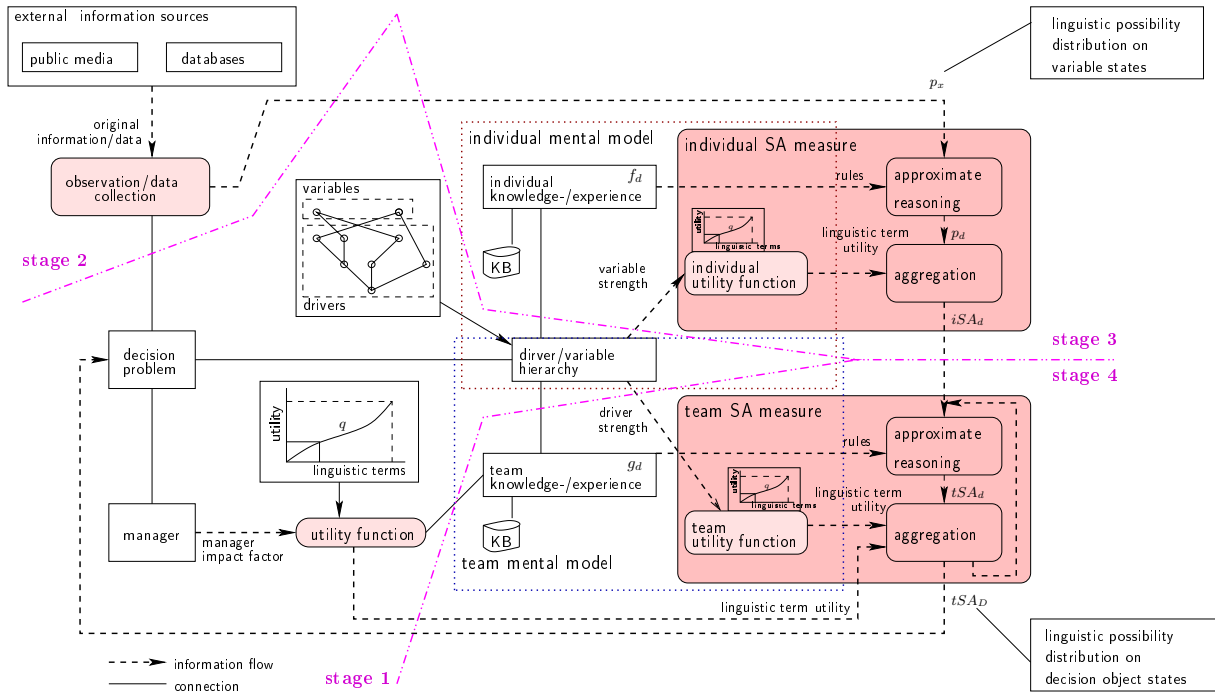 external information sources
public media
databases
original
information/data
observation/data
collection
stage 2
variables
drivers
individual mental model
individual
knowledge-/experience
f_d
KB
variable
strength
individual SA measure
rules
approximate
reasoning
p_x
linguistic possibility
distribution on
variable states
utility
q
linguistic terms
individual
utility function
linguistic term
utility
p_d
aggregation
iSA_d
stage 3
stage 4
decision
problem
dirver/variable
hierarchy
utility
q
linguistic terms
driver
strength
team SA measure
rules
approximate
reasoning
team
knowledge-/experience
g_d
KB
team mental model
utility
q
linguistic terms
team
utility function
linguistic term
utility
tSA_d
aggregation
manager
manager
impact factor
utility function
linguistic term utility
tSA_D
linguistic possibility
distribution on
decision object states
information flow
connection
stage 1